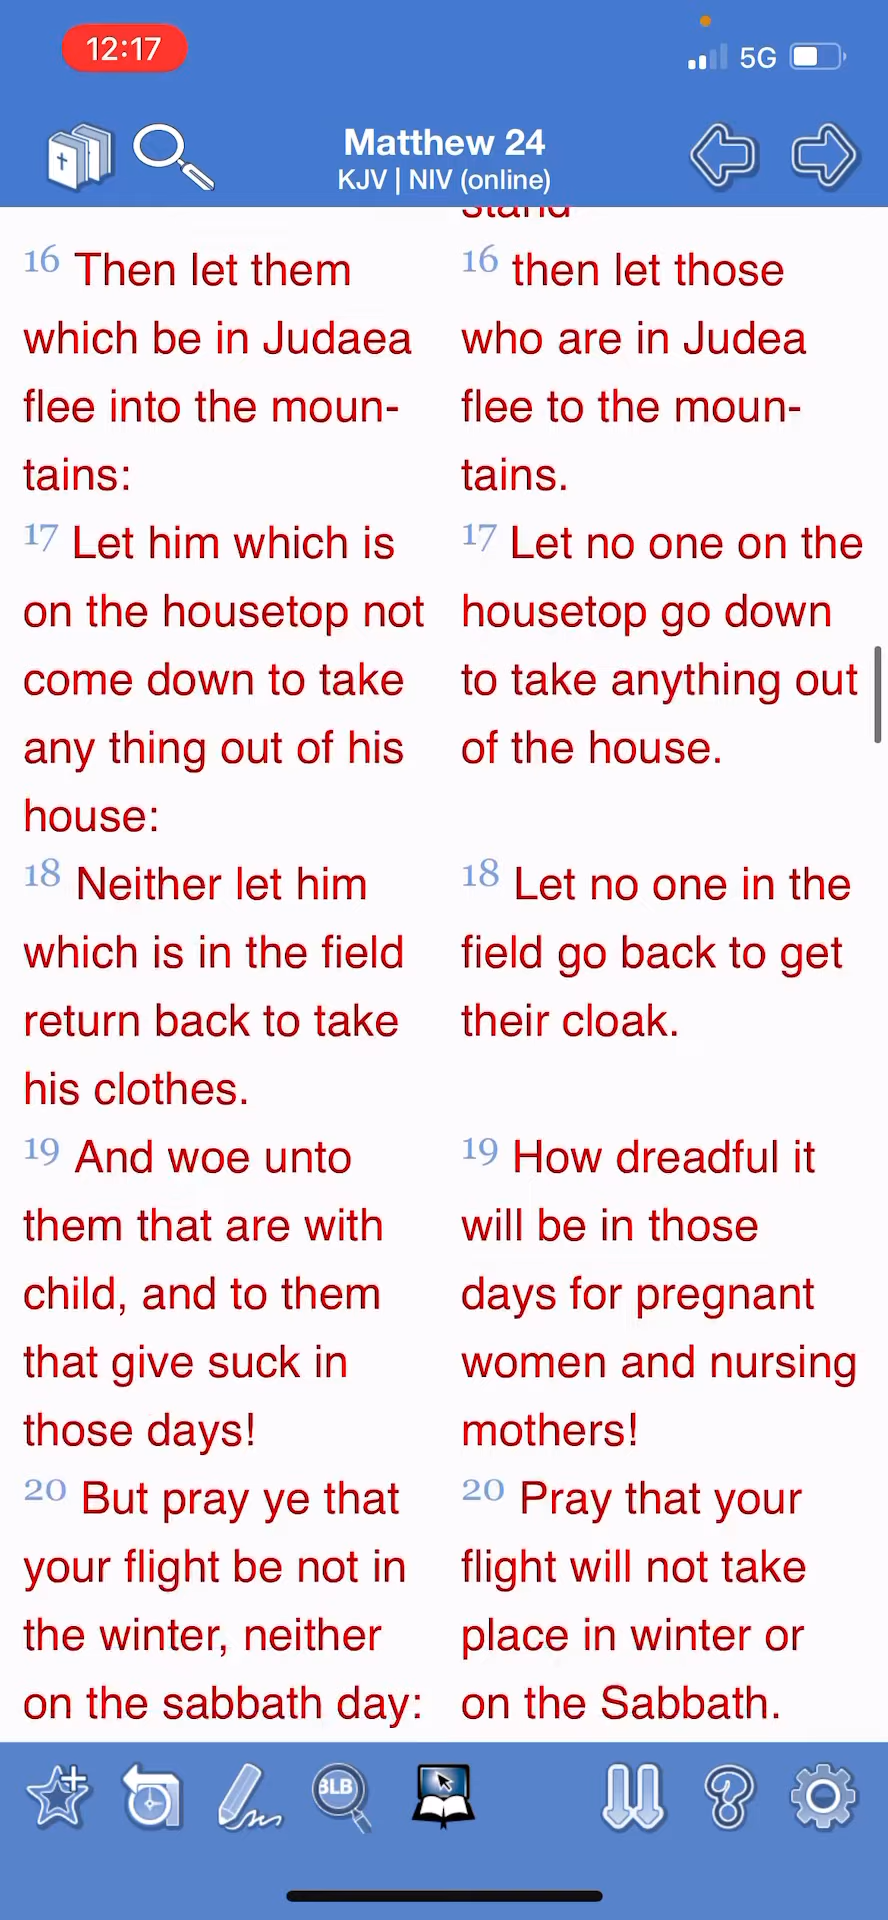 12:17
5G
Matthew 24
KJV | NIV (online)
16 Then let them
which be in Judaea
flee into the moun-
tains:
17 Let him which is
on the housetop not
come down to take
any thing out of his
house:
18 Neither let him
which is in the field
return back to take
his clothes.
19 And woe unto
them that are with
child, and to them
that give suck in
those days!
20 But pray ye that
your flight be not in
the winter, neither
on the sabbath day:
stand
16 then let those
who are in Judea
flee to the moun-
tains.
17 Let no one on the
housetop go down
to take anything out
of the house.
18 Let no one in the
field go back to get
their cloak.
19 How dreadful it
will be in those
days for pregnant
women and nursing
mothers!
20 Pray that your
flight will not take
place in winter or
on the Sabbath.
BLB